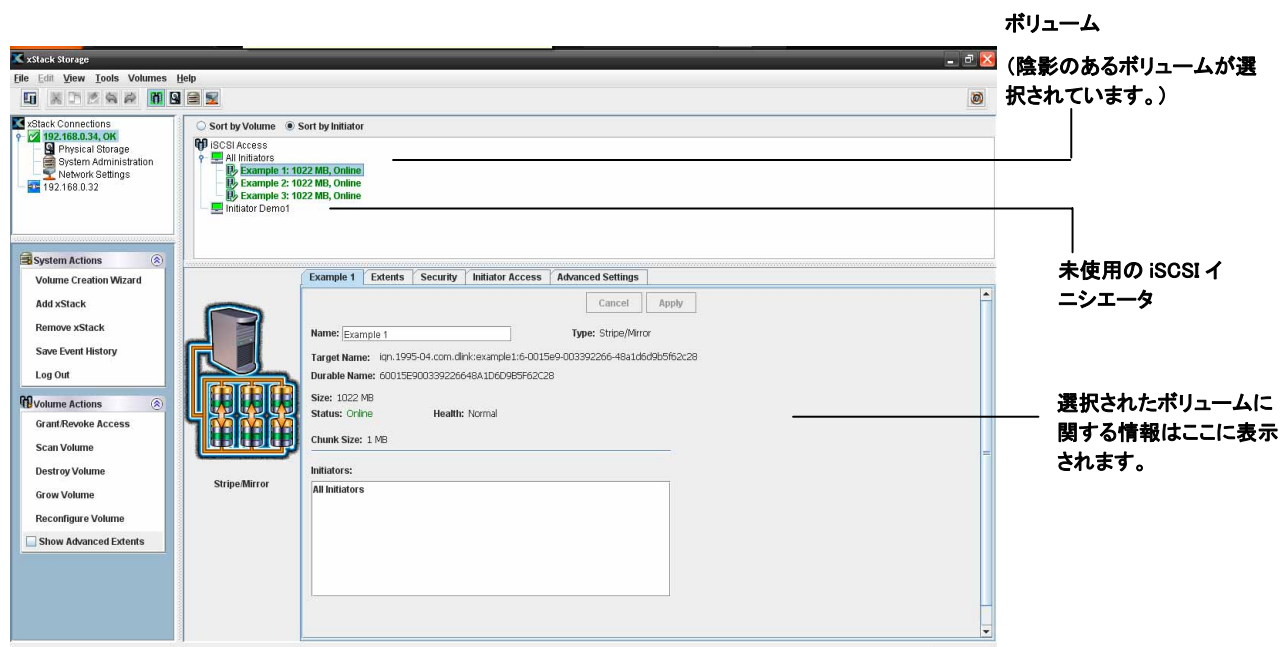 ボリューム
(陰影のあるボリュームが選
択されています。)
xStack Storage
File Edit View Tools Volumes Help
xStack Connections
192.168.0.34, OK
Physical Storage
System Administration
Network Settings
192.168.0.32
Sort by Volume Sort by Initiator
iSCSI Access
All Initiators
Example 1: 1022 MB, Online
Example 2: 1022 MB, Online
Example 3: 1022 MB, Online
Initiator Demo1
未使用の iSCSI イ
ニシエータ
System Actions
Volume Creation Wizard
Add xStack
Remove xStack
Save Event History
Log Out
Volume Actions
Grant/Revoke Access
Scan Volume
Destroy Volume
Grow Volume
Reconfigure Volume
Show Advanced Extents
Stripe/Mirror
Example 1 Extents Security Initiator Access Advanced Settings
Cancel Apply
Name: Example 1 Type: Stripe/Mirror
Target Name: iqn.1995-04.com.dlink:example1:6-0015e9-003392266-48a1d6d9b5f62c28
Durable Name: 60015E900339226648A1D6D9B5F62C28
Size: 1022 MB
Status: Online Health: Normal
Chunk Size: 1 MB
Initiators:
All Initiators
選択されたボリュームに
関する情報はここに表示
されます。